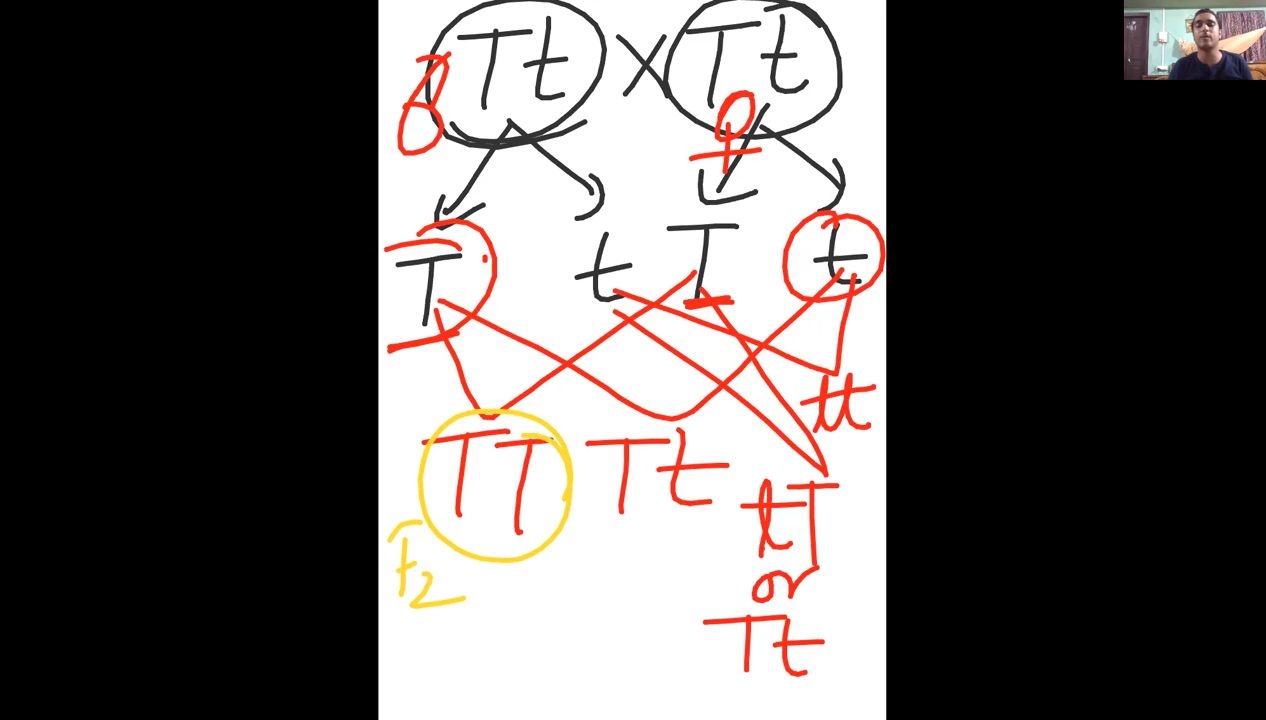 Tt X Tt
♂ ♀
T t T t
tt
TT Tt
tT
or
Tt
F2